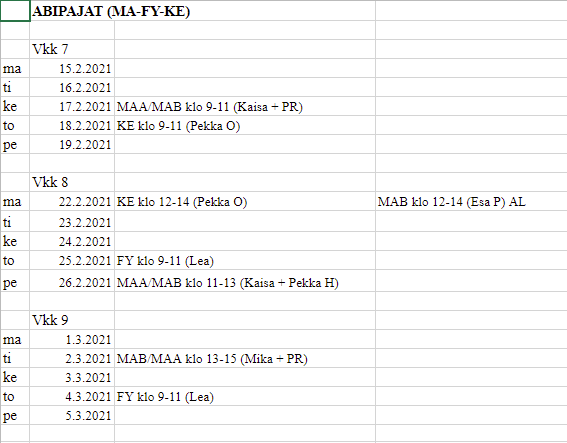 ABIPAJAT (MA-FY-KE)
Vkk 7
ma 15.2.2021
ti 16.2.2021
ke 17.2.2021 MAA/MAB klo 9-11 (Kaisa + PR)
to 18.2.2021 KE klo 9-11 (Pekka O)
pe 19.2.2021
Vkk 8
ma 22.2.2021 KE klo 12-14 (Pekka O) MAB klo 12-14 (Esa P) AL
ti 23.2.2021
ke 24.2.2021
to 25.2.2021 FY klo 9-11 (Lea)
pe 26.2.2021 MAA/MAB klo 11-13 (Kaisa + Pekka H)
Vkk 9
ma 1.3.2021
ti 2.3.2021 MAB/MAA klo 13-15 (Mika + PR)
ke 3.3.2021
to 4.3.2021 FY klo 9-11 (Lea)
pe 5.3.2021